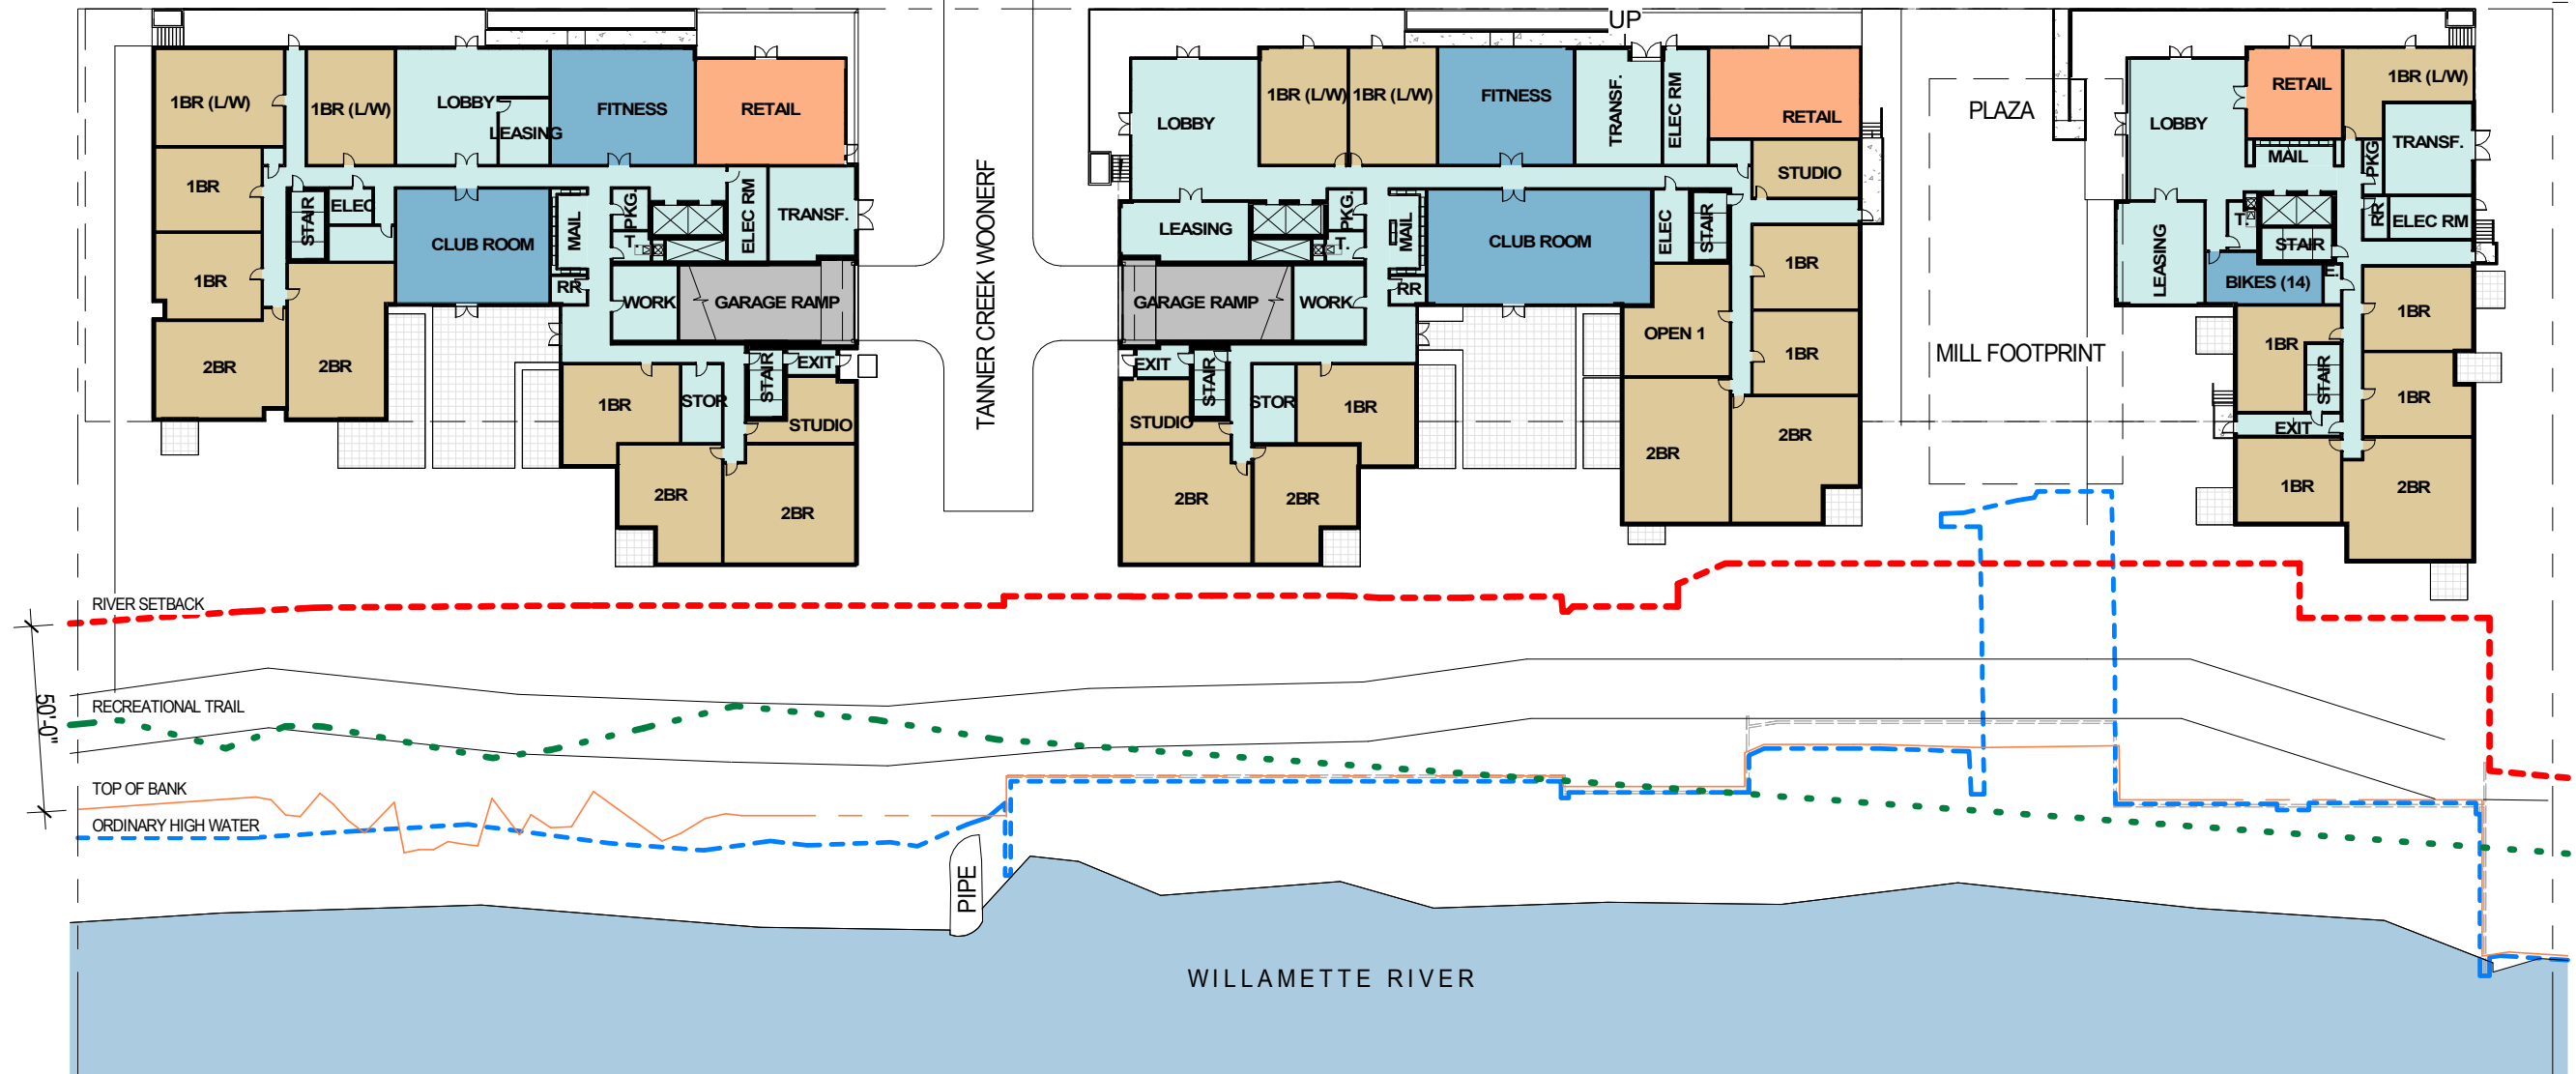 1BR (L/W)
1BR (L/W)
LOBBY
LEASING
FITNESS
RETAIL
1BR
STAIR
ELEC
CLUB ROOM
MAIL
PKG.
T.
ELEC RM
TRANSF.
1BR
RR
WORK
GARAGE RAMP
2BR
2BR
1BR
STOR
STAIR
EXIT
STUDIO
2BR
2BR
TANNER CREEK WOONERF
UP
LOBBY
1BR (L/W)
1BR (L/W)
FITNESS
TRANSF.
ELEC RM
RETAIL
STUDIO
LEASING
PKG.
T.
MAIL
CLUB ROOM
ELEC
STAIR
1BR
GARAGE RAMP
WORK
RR
OPEN 1
1BR
EXIT
STAIR
STUDIO
STOR
1BR
2BR
2BR
2BR
2BR
PLAZA
MILL FOOTPRINT
LOBBY
RETAIL
1BR (L/W)
MAIL
PKG
TRANSF.
T.
RR
ELEC RM
LEASING
STAIR
BIKES (14)
E.
1BR
1BR
STAIR
1BR
EXIT
1BR
2BR
RIVER SETBACK
50'-0"
RECREATIONAL TRAIL
TOP OF BANK
ORDINARY HIGH WATER
PIPE
WILLAMETTE RIVER